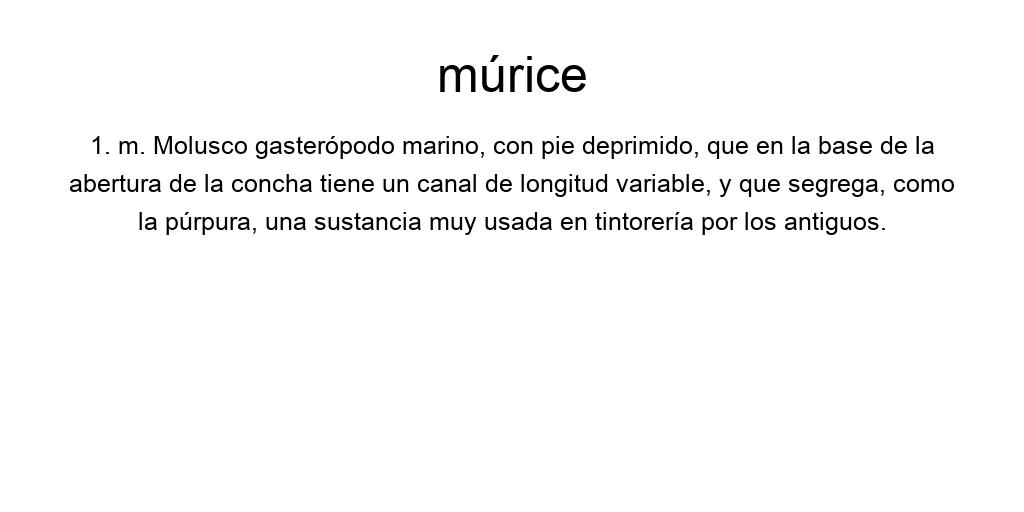 múrice
1. m. Molusco gasterópodo marino, con pie deprimido, que en la base de la
abertura de la concha tiene un canal de longitud variable, y que segrega, como
la púrpura, una sustancia muy usada en tintorería por los antiguos.